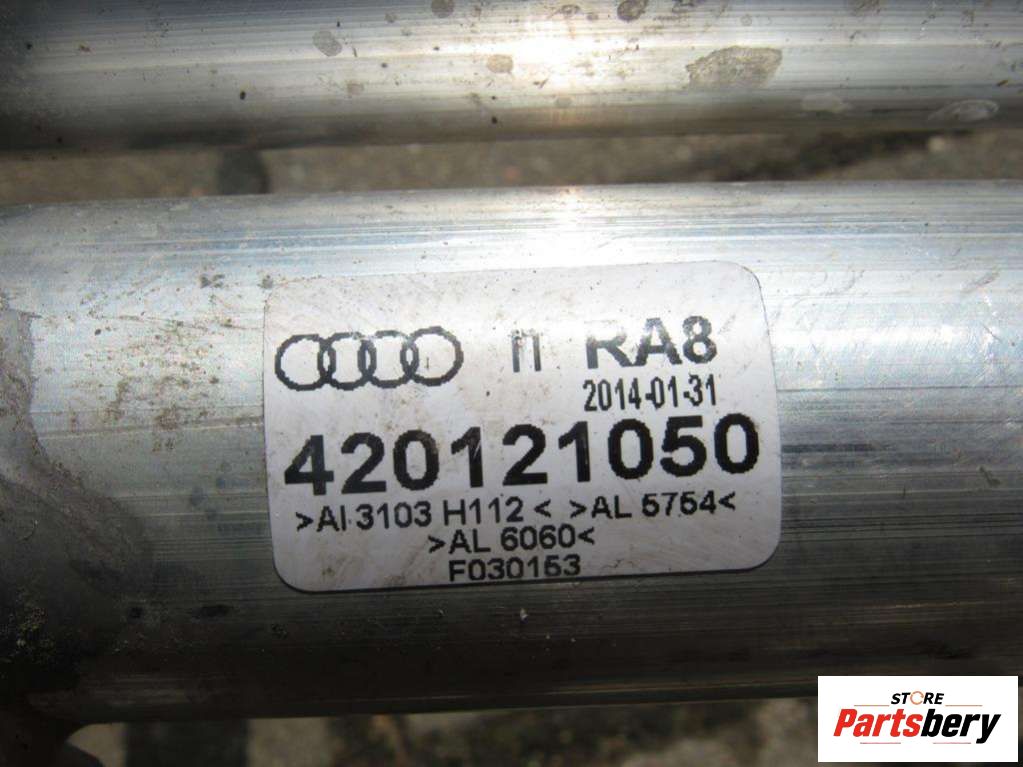 RA8
2014-01-31
420121050
>Al 3103 H112 < >AL 5754<
>AL 6060<
F030153
STORE
Partsbery